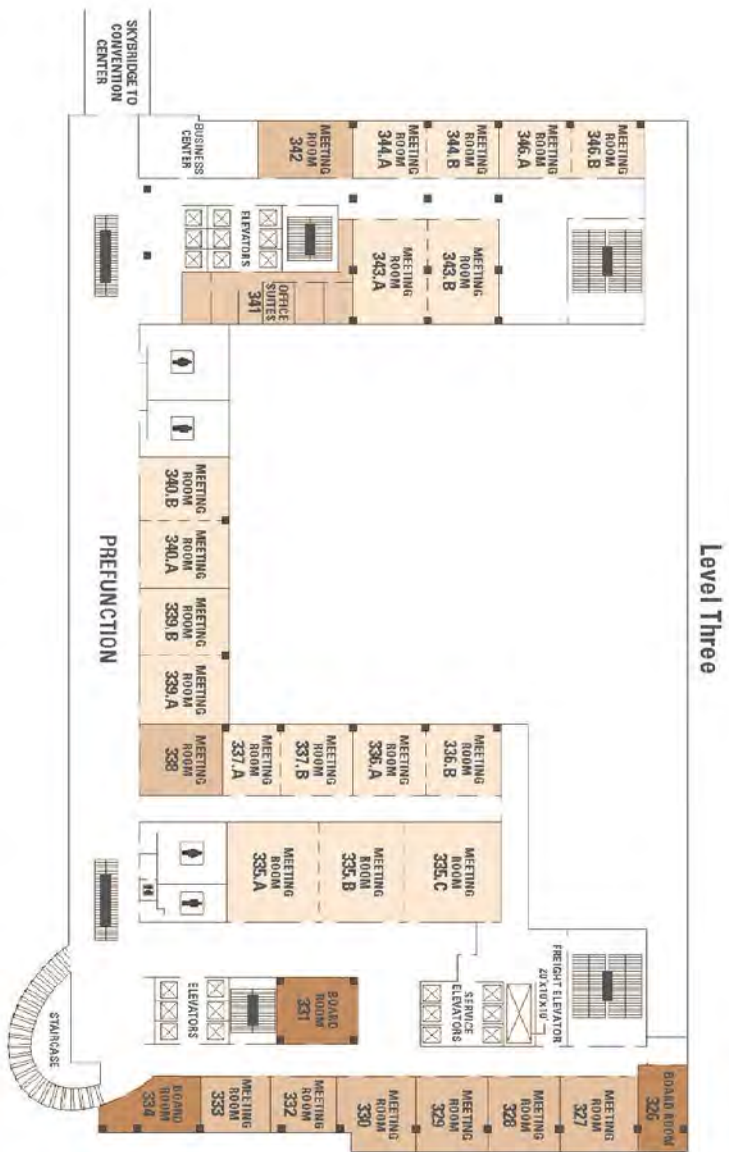 Level Three
SKYBRIDGE TO
CONVENTION
CENTER
BUSINESS
CENTER
MEETING
ROOM
342
MEETING
ROOM
344.A
MEETING
ROOM
344.B
MEETING
ROOM
346.A
MEETING
ROOM
346.B
ELEVATORS
OFFICE
SUITES
341
MEETING
ROOM
343.A
MEETING
ROOM
343.B
MEETING
ROOM
340.B
MEETING
ROOM
340.A
MEETING
ROOM
339.B
MEETING
ROOM
339.A
MEETING
ROOM
338
PREFUNCTION
MEETING
ROOM
337.A
MEETING
ROOM
337.B
MEETING
ROOM
336.A
MEETING
ROOM
336.B
MEETING
ROOM
335.A
MEETING
ROOM
335.B
MEETING
ROOM
335.C
FREIGHT ELEVATOR
20'X10'X10'
SERVICE
ELEVATORS
BOARD
ROOM
331
ELEVATORS
STAIRCASE
BOARD
ROOM
334
MEETING
ROOM
333
MEETING
ROOM
332
MEETING
ROOM
330
MEETING
ROOM
329
MEETING
ROOM
328
MEETING
ROOM
327
BOARD ROOM
326